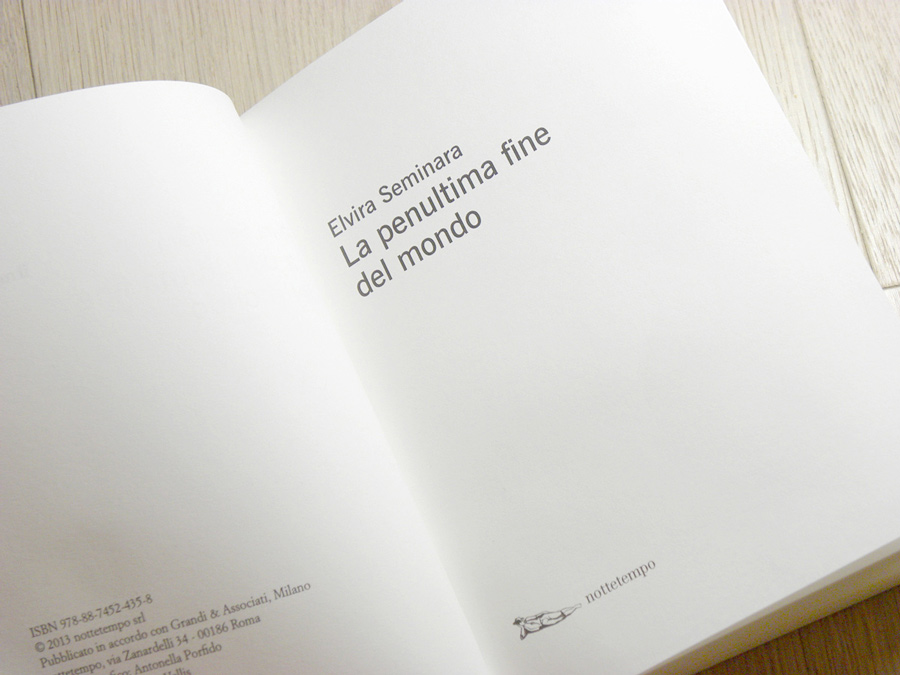 ISBN 978-88-7452-435-8
© 2013 nottetempo srl
Pubblicato in accordo con Grandi & Associati, Milano
ttetempo, via Zanardelli 34 - 00186 Roma
Antonella Porfido
Elvira Seminara
La penultima fine
del mondo
nottetempo